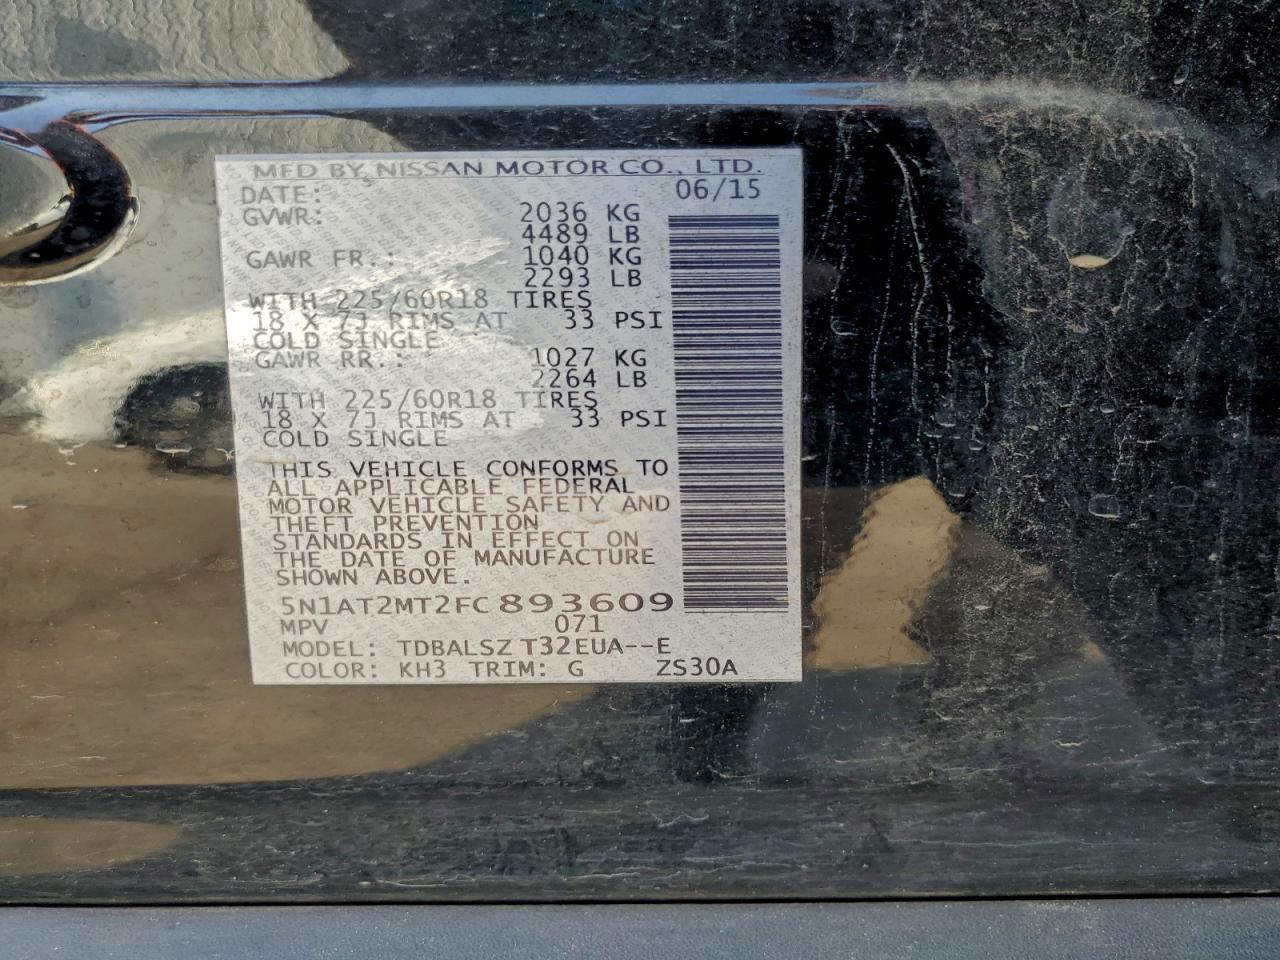 MFD BY NISSAN MOTOR CO., LTD.
DATE: 06/15
GVWR: 2036 KG
4489 LB
GAWR FR.: 1040 KG
2293 LB
WITH 225/60R18 TIRES
18 X 7J RIMS AT 33 PSI
COLD SINGLE
GAWR RR.: 1027 KG
2264 LB
WITH 225/60R18 TIRES
18 X 7J RIMS AT 33 PSI
COLD SINGLE
THIS VEHICLE CONFORMS TO
ALL APPLICABLE FEDERAL
MOTOR VEHICLE SAFETY AND
THEFT PREVENTION
STANDARDS IN EFFECT ON
THE DATE OF MANUFACTURE
SHOWN ABOVE.
5N1AT2MT2FC893609
MPV 071
MODEL: TDBALSZ T32EUA--E
COLOR: KH3 TRIM: G ZS30A